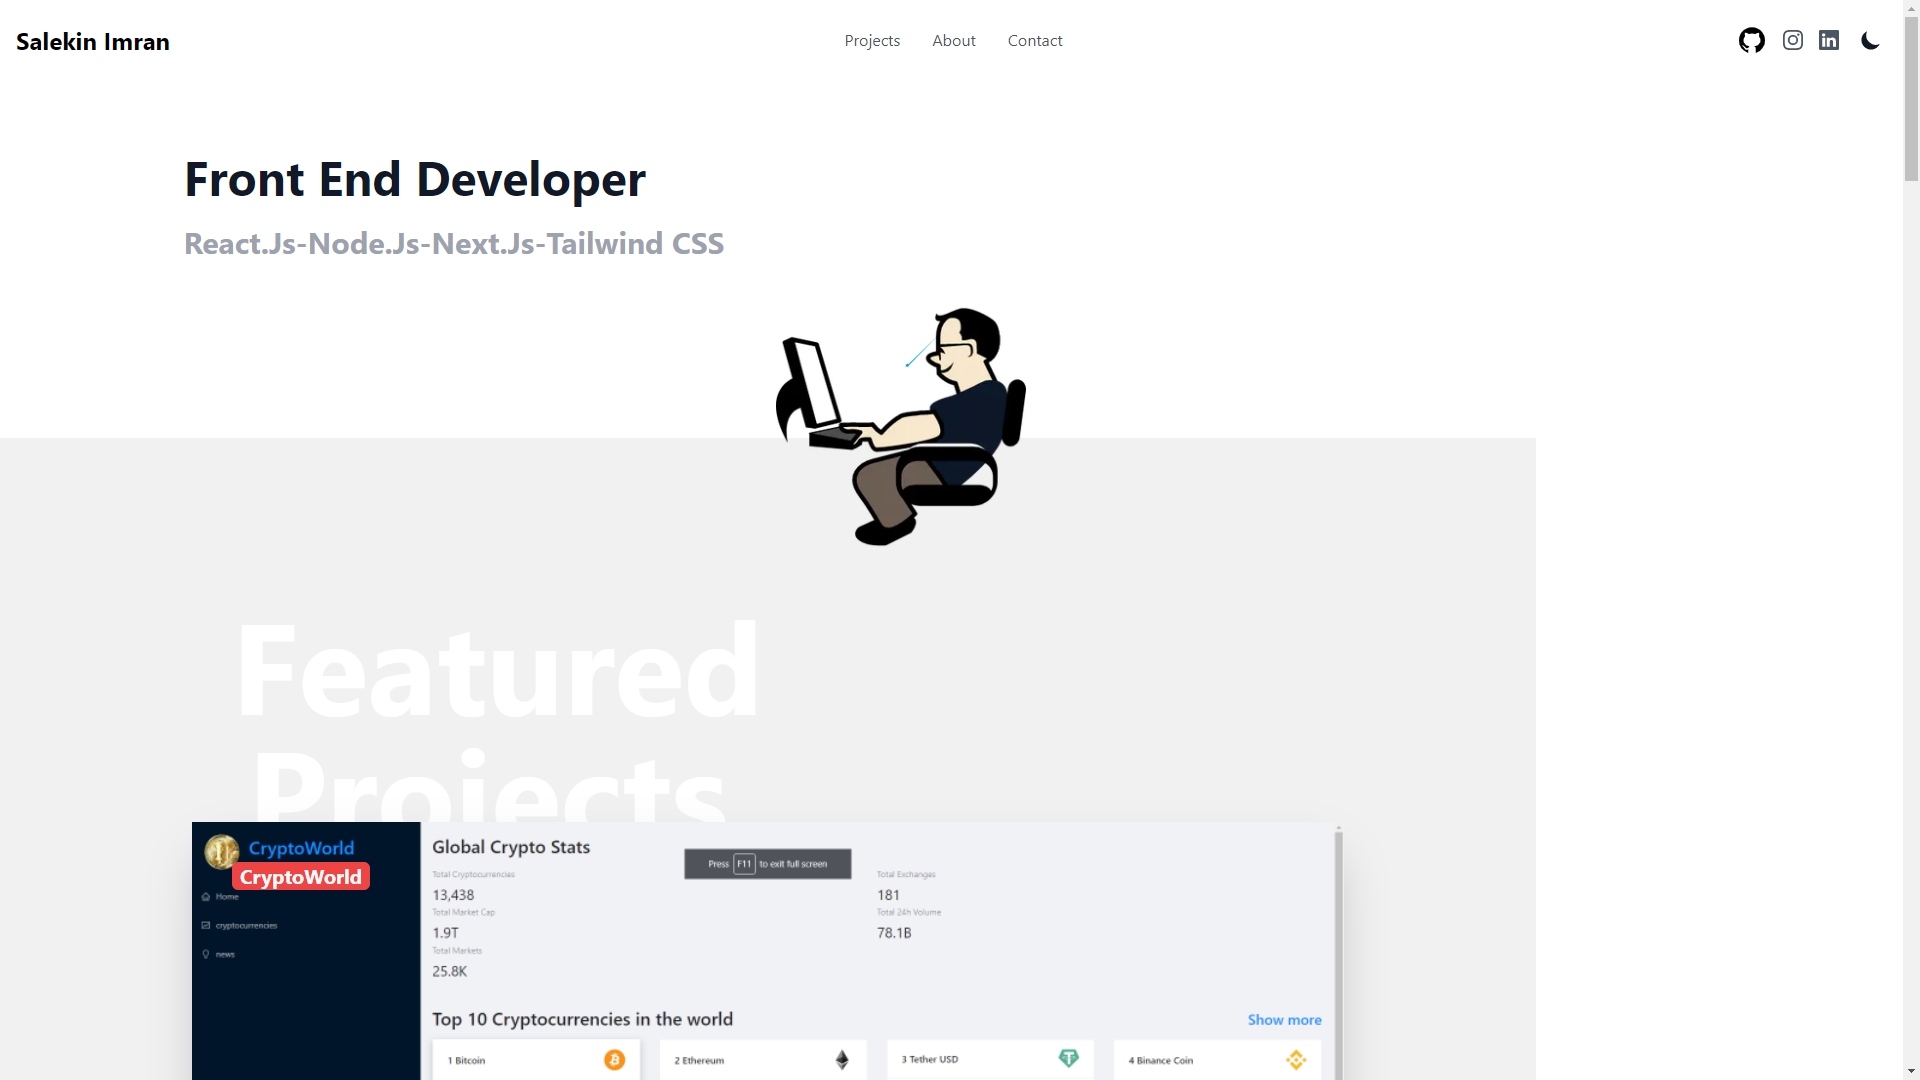 Salekin Imran
Projects
About
Contact
Front End Developer
React.Js-Node.Js-Next.Js-Tailwind CSS
Featured
Projects
CryptoWorld
CryptoWorld
Home
cryptocurrencies
news
Global Crypto Stats
Press F11 to exit full screen
Total Cryptocurrencies
13,438
Total Exchanges
181
Total Market Cap
1.9T
Total 24h Volume
78.1B
Total Markets
25.8K
Top 10 Cryptocurrencies in the world
Show more
1 Bitcoin
2 Ethereum
3 Tether USD
4 Binance Coin